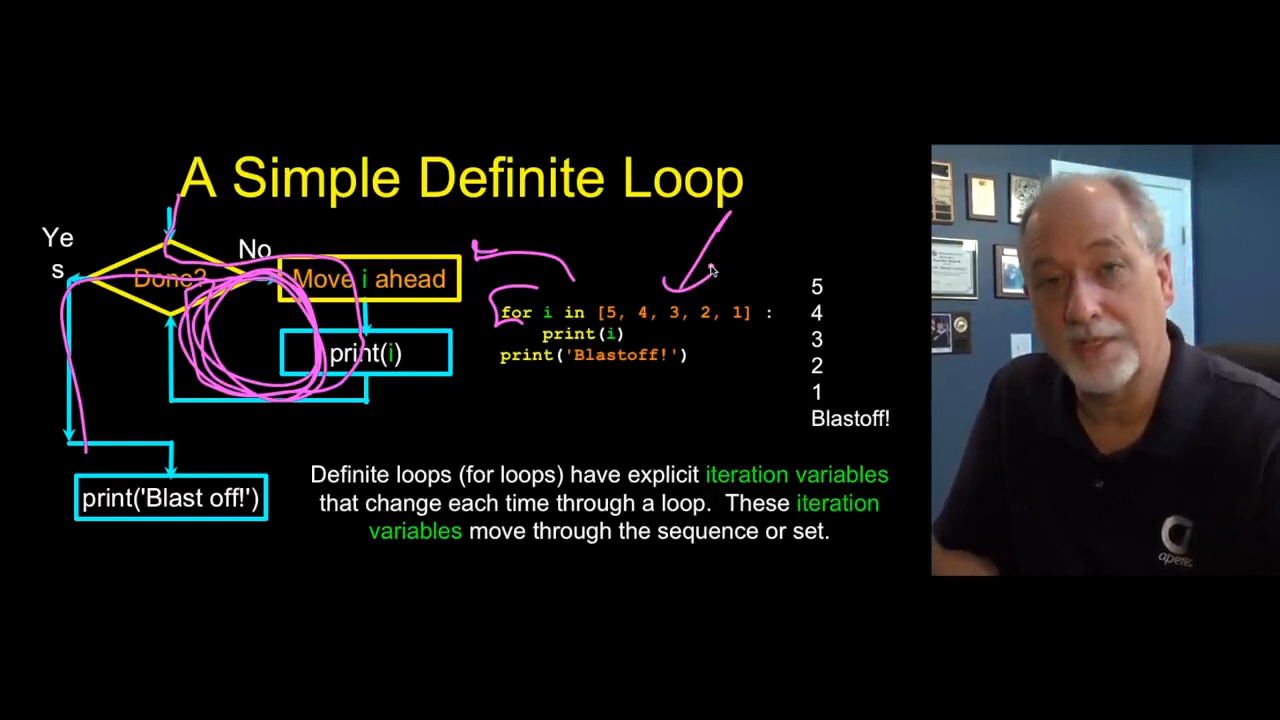 A Simple Definite Loop
Ye
s
No
Done?
Move i ahead
print(i)
print('Blast off!')
for i in [5, 4, 3, 2, 1] :
print(i)
print('Blastoff!')
5
4
3
2
1
Blastoff!
Definite loops (for loops) have explicit iteration variables
that change each time through a loop.  These iteration
variables move through the sequence or set.